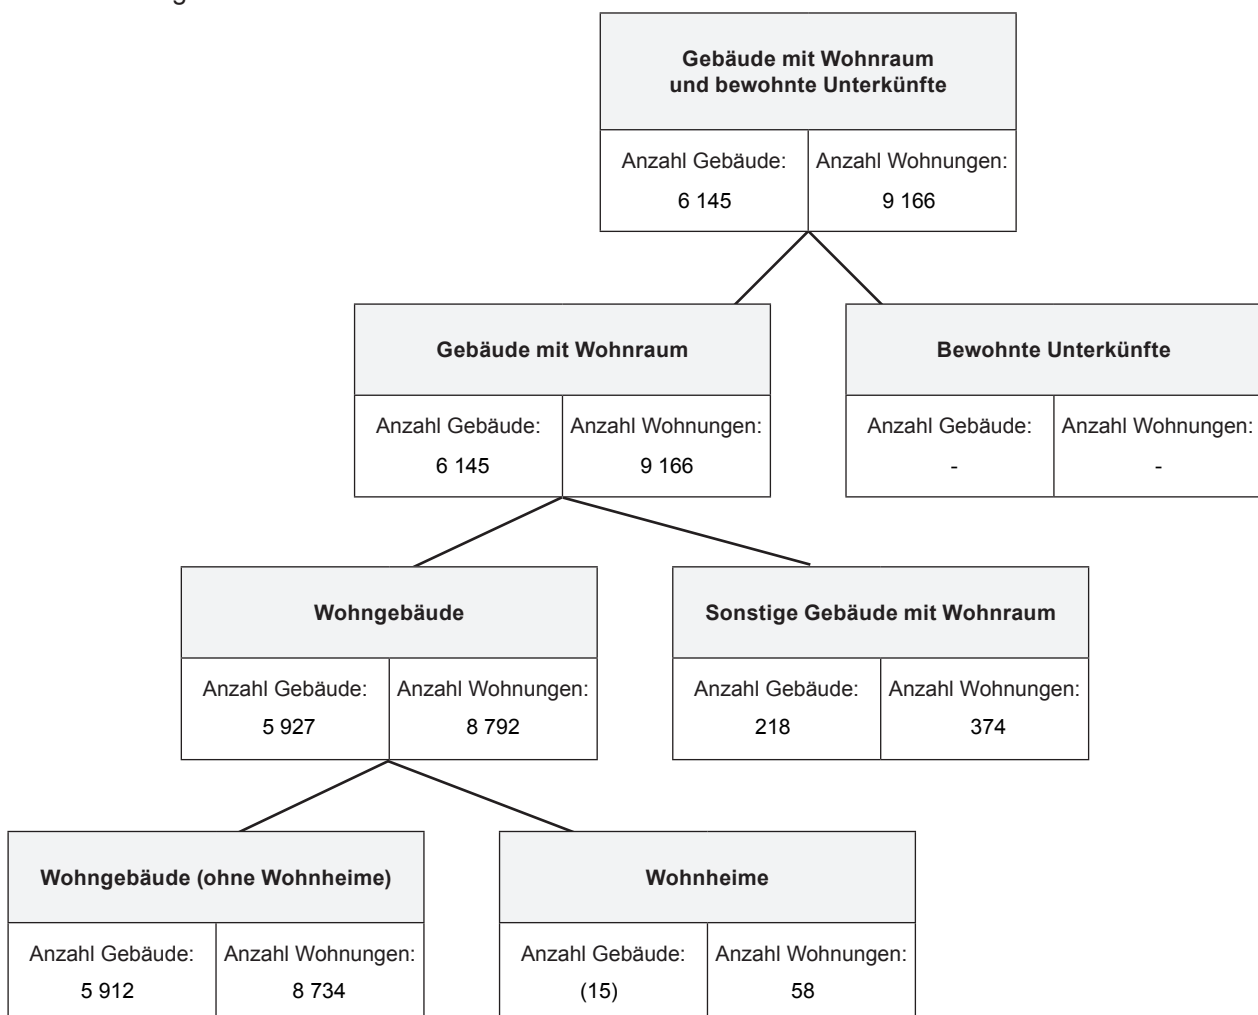 Gebäude mit Wohnraum
und bewohnte Unterkünfte
Anzahl Gebäude: Anzahl Wohnungen:
6 145 9 166
Gebäude mit Wohnraum Bewohnte Unterkünfte
Anzahl Gebäude: Anzahl Wohnungen: Anzahl Gebäude: Anzahl Wohnungen:
6 145 9 166 - -
Wohngebäude Sonstige Gebäude mit Wohnraum
Anzahl Gebäude: Anzahl Wohnungen: Anzahl Gebäude: Anzahl Wohnungen:
5 927 8 792 218 374
Wohngebäude (ohne Wohnheime) Wohnheime
Anzahl Gebäude: Anzahl Wohnungen: Anzahl Gebäude: Anzahl Wohnungen:
5 912 8 734 (15) 58